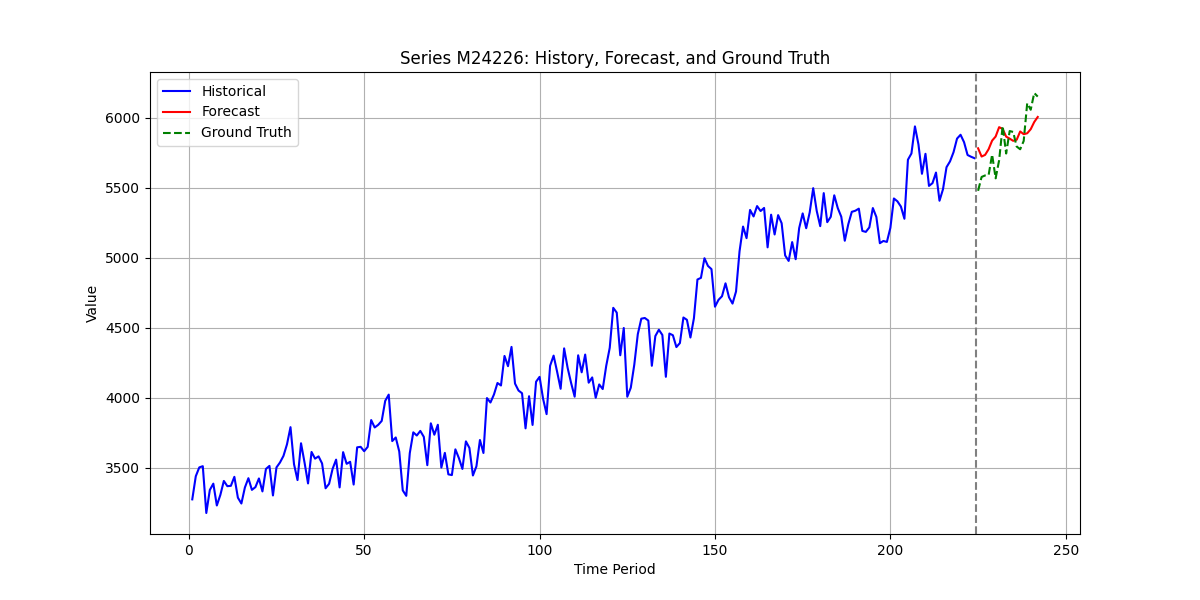 Series M24226: History, Forecast, and Ground Truth
Historical
Forecast
Ground Truth
6000
5500
5000
4500
4000
3500
Value
0
50
100
150
200
250
Time Period